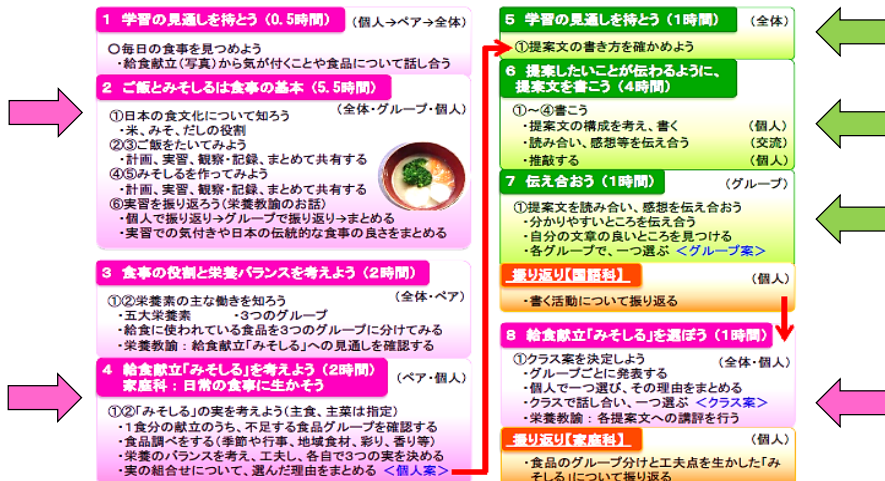 1 学習の見通しを持とう（0.5時間）（個人→ペア→全体）
○毎日の食事を見つめよう
・給食献立（写真）から気が付くことや食品について話し合う
2 ご飯とみそしるは食事の基本（5.5時間）
（全体・グループ・個人）
①日本の食文化について知ろう
・米、みそ、だしの役割
②③ご飯をたいてみよう
・計画、実習、観察・記録、まとめて共有する
④⑤みそしるを作ってみよう
・計画、実習、観察・記録、まとめて共有する
⑥実習を振り返ろう（栄養教諭のお話）
・個人で振り返り→グループで振り返り→まとめる
・実習での気付きや日本の伝統的な食事の良さをまとめる
3 食事の役割と栄養バランスを考えよう（2時間）
（全体・ペア）
①②栄養素の主な働きを知ろう
・五大栄養素 ・3つのグループ
・給食に使われている食品を3つのグループに分けてみる
・栄養教諭：給食献立「みそしる」への見通しを確認する
4 給食献立「みそしる」を考えよう（2時間）
家庭科：日常の食事に生かそう
（ペア・個人）
①②「みそしる」の実を考えよう（主食、主菜は指定）
・1食分の献立のうち、不足する食品グループを確認する
・食品調べをする（季節や行事、地域食材、彩り、香り等）
・栄養のバランスを考え、工夫し、各自で3つの実を決める
・実の組合せについて、選んだ理由をまとめる ＜個人案＞
5 学習の見通しを持とう（1時間）（全体）
①提案文の書き方を確かめよう
6 提案したいことが伝わるように、
提案文を書こう（4時間）
①～④書こう
・提案文の構成を考え、書く （個人）
・読み合い、感想等を伝え合う （交流）
・推敲する （個人）
7 伝え合おう（1時間）（グループ）
①提案文を読み合い、感想を伝え合おう
・分かりやすいところを伝え合う
・自分の文章の良いところを見つける
・各グループで、一つ選ぶ ＜グループ案＞
振り返り【国語科】（個人）
・書く活動について振り返る
8 給食献立「みそしる」を選ぼう（1時間）
①クラス案を決定しよう （全体・個人）
・グループごとに発表する
・個人で一つ選び、その理由をまとめる
・クラスで話し合い、一つ選ぶ ＜クラス案＞
・栄養教諭：各提案文への講評を行う
振り返り【家庭科】（個人）
・食品のグループ分けと工夫点を生かした「み
そしる」について振り返る